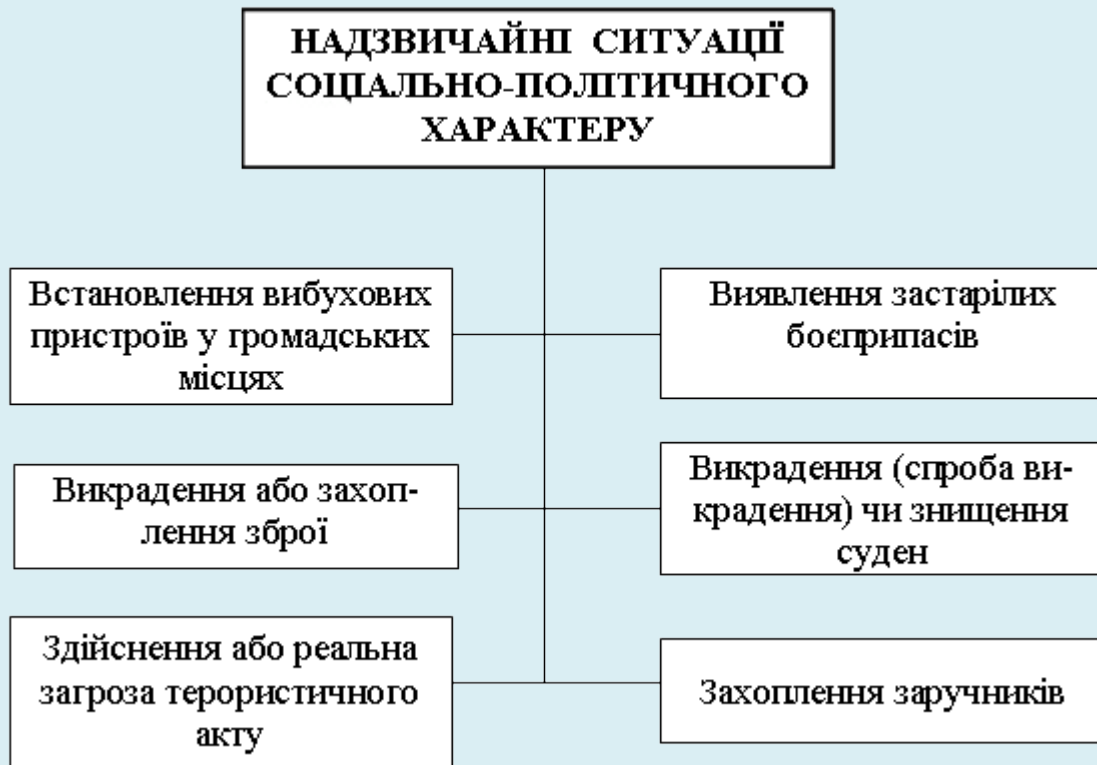 НАДЗВИЧАЙНІ СИТУАЦІЇ
СОЦІАЛЬНО-ПОЛІТИЧНОГО
ХАРАКТЕРУ
Встановлення вибухових
пристроїв у громадських
місцях
Виявлення застарілих
боєприпасів
Викрадення або захоп-
лення зброї
Викрадення (спроба ви-
крадення) чи знищення
суден
Здійснення або реальна
загроза терористичного
акту
Захоплення заручників